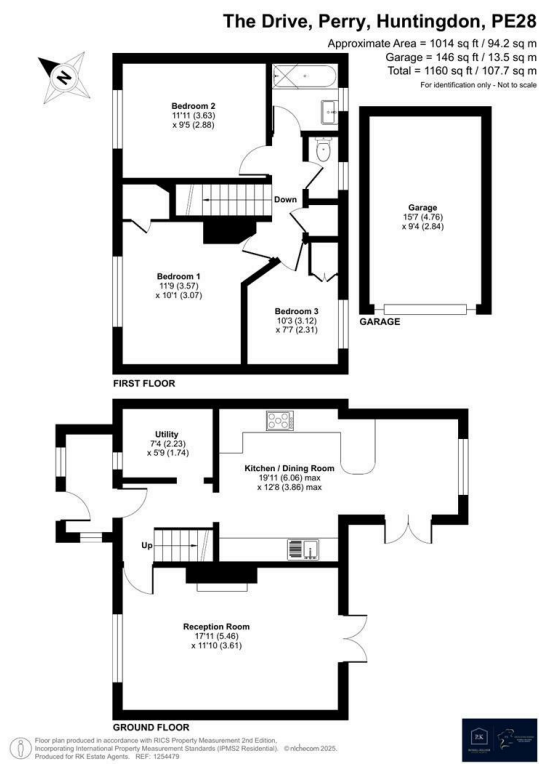 The Drive, Perry, Huntingdon, PE28
Approximate Area = 1014 sq ft / 94.2 sq m
Garage = 146 sq ft / 13.5 sq m
Total = 1160 sq ft / 107.7 sq m
For identification only - Not to scale
N
Bedroom 2
11'11 (3.63)
x 9'5 (2.88)
Down
Bedroom 1
11'9 (3.57)
x 10'1 (3.07)
Bedroom 3
10'3 (3.12)
x 7'7 (2.31)
FIRST FLOOR
Garage
15'7 (4.76)
x 9'4 (2.84)
GARAGE
Utility
7'4 (2.23)
x 5'9 (1.74)
Kitchen / Dining Room
19'11 (6.06) max
x 12'8 (3.86) max
Up
Reception Room
17'11 (5.46)
x 11'10 (3.61)
GROUND FLOOR
Floor plan produced in accordance with RICS Property Measurement 2nd Edition.
Incorporating International Property Measurement Standards (IPMS2 Residential). © nichecom 2025.
Produced for RK Estate Agents. REF: 1254479